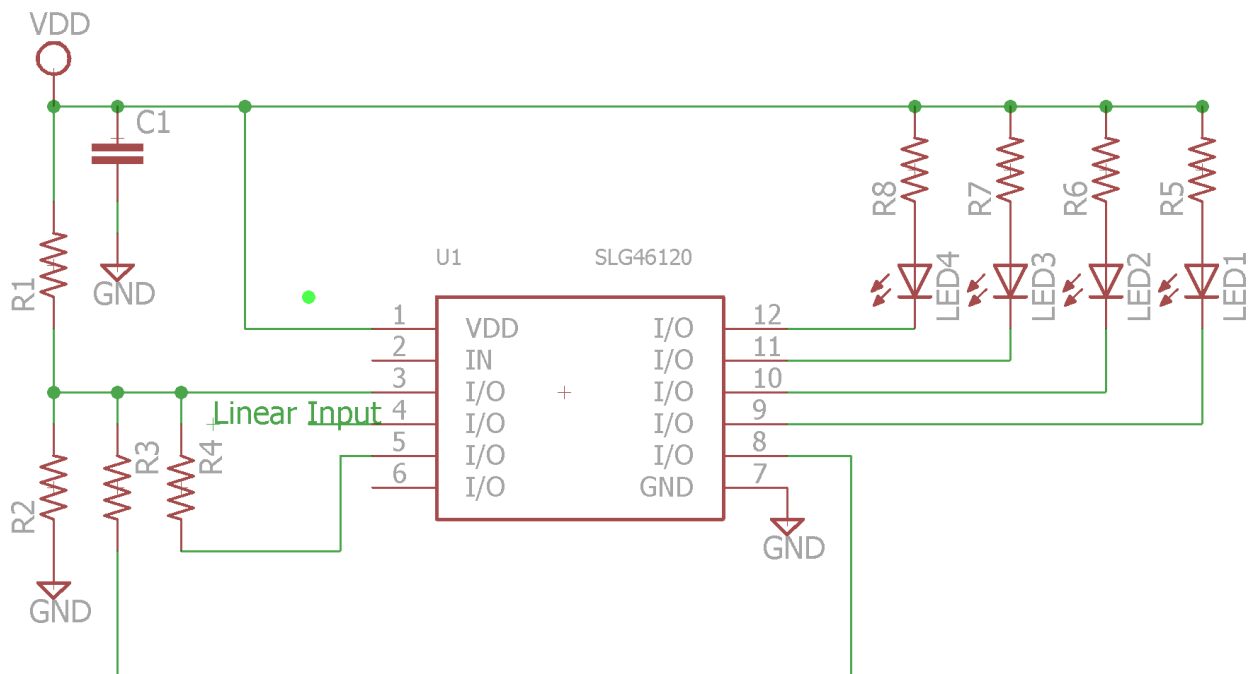 VDD
C1
R8
R7
R6
R5
R1
GND
U1
SLG46120
LED4
LED3
LED2
LED1
1
VDD
I/O
12
2
IN
I/O
11
3
I/O
I/O
10
Linear Input
4
I/O
I/O
9
R3
R4
5
I/O
I/O
8
6
I/O
GND
7
R2
GND
GND